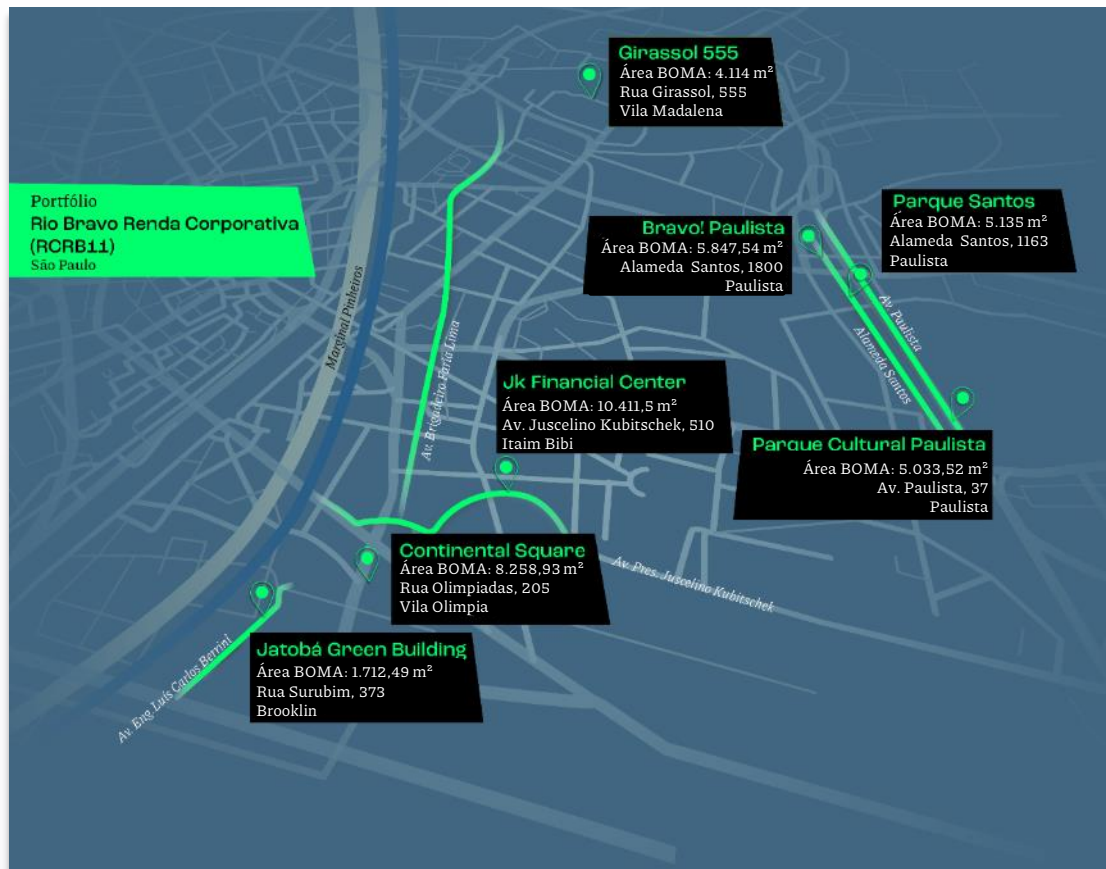 Girassol 555
Área BOMA: 4.114 m²
Rua Girassol, 555
Vila Madalena
Portfólio
Rio Bravo Renda Corporativa
(RCRB11)
São Paulo
Parque Santos
Área BOMA: 5.135 m²
Alameda Santos, 1163
Paulista
Bravo! Paulista
Área BOMA: 5.847,54 m²
Alameda Santos, 1800
Paulista
Marginal Pinheiros
Av. Brigadeiro Faria Lima
Av. Paulista
Alameda Santos
Jk Financial Center
Área BOMA: 10.411,5 m²
Av. Juscelino Kubitschek, 510
Itaim Bibi
Parque Cultural Paulista
Área BOMA: 5.033,52 m²
Av. Paulista, 37
Paulista
Continental Square
Área BOMA: 8.258,93 m²
Rua Olimpiadas, 205
Vila Olimpia
Av. Pres. Juscelino Kubitschek
Jatobá Green Building
Área BOMA: 1.712,49 m²
Rua Surubim, 373
Brooklin
Av. Eng. Luís Carlos Berrini